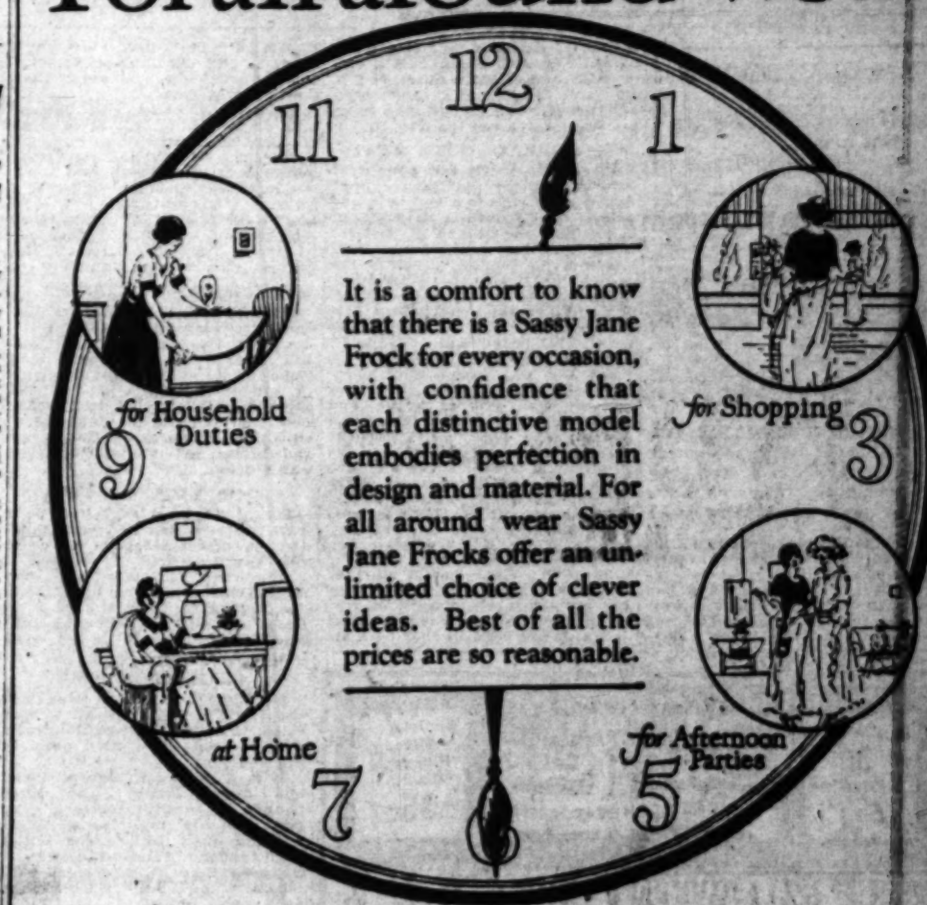 12
11
1
It is a comfort to know
that there is a Sassy Jane
Frock for every occasion,
with confidence that
each distinctive model
embodies perfection in
design and material. For
all around wear Sassy
Jane Frocks offer an un-
limited choice of clever
ideas. Best of all the
prices are so reasonable.
for Household
Duties
for Shopping
9
3
at Home
for Afternoon
Parties
7
5
6